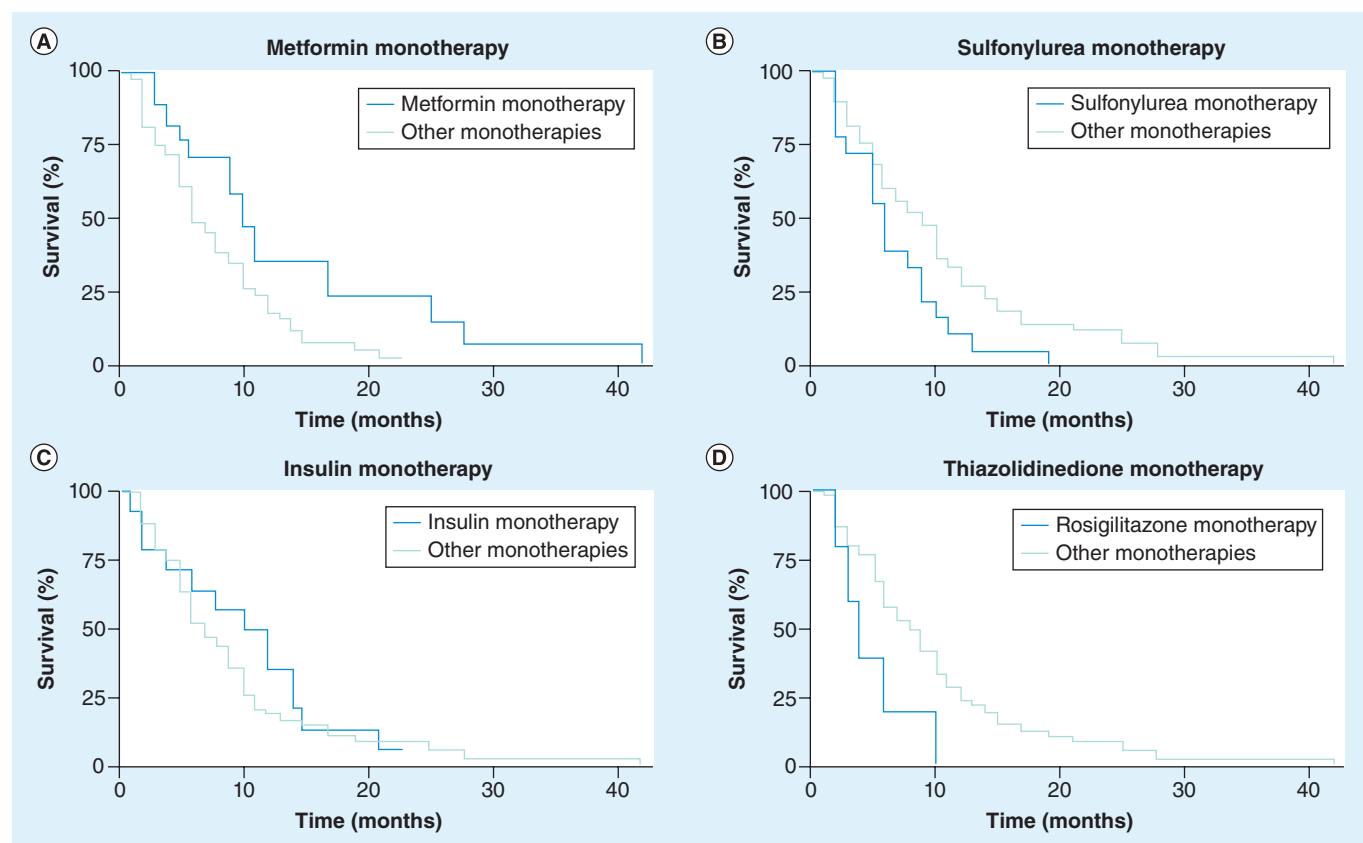 A
Metformin monotherapy
Survival (%)
100
75
50
25
0
Metformin monotherapy
Other monotherapies
0 10 20 30 40
Time (months)
B
Sulfonylurea monotherapy
Survival (%)
100
75
50
25
0
Sulfonylurea monotherapy
Other monotherapies
0 10 20 30 40
Time (months)
C
Insulin monotherapy
Survival (%)
100
75
50
25
0
Insulin monotherapy
Other monotherapies
0 10 20 30 40
Time (months)
D
Thiazolidinedione monotherapy
Survival (%)
100
75
50
25
0
Rosigilitazone monotherapy
Other monotherapies
0 10 20 30 40
Time (months)